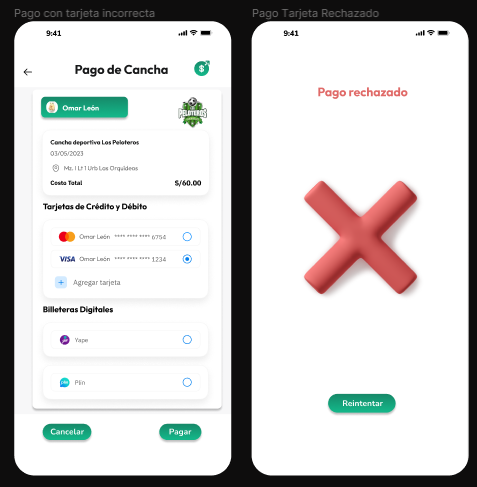 Pago con tarjeta incorrecta
9:41
Pago de Cancha
$
Omar León
PELOTEROS
Cancha deportiva Los Peloteros
03/05/2023
Mz. I Lt 1 Urb Los Orquídeas
Costo Total S/60.00
Tarjetas de Crédito y Débito
Omar León **** **** **** 6754
VISA Omar León **** **** **** 1234
Agregar tarjeta
Billeteras Digitales
Yape
Plin
Cancelar Pagar
Pago Tarjeta Rechazado
9:41
Pago rechazado
Reintentar